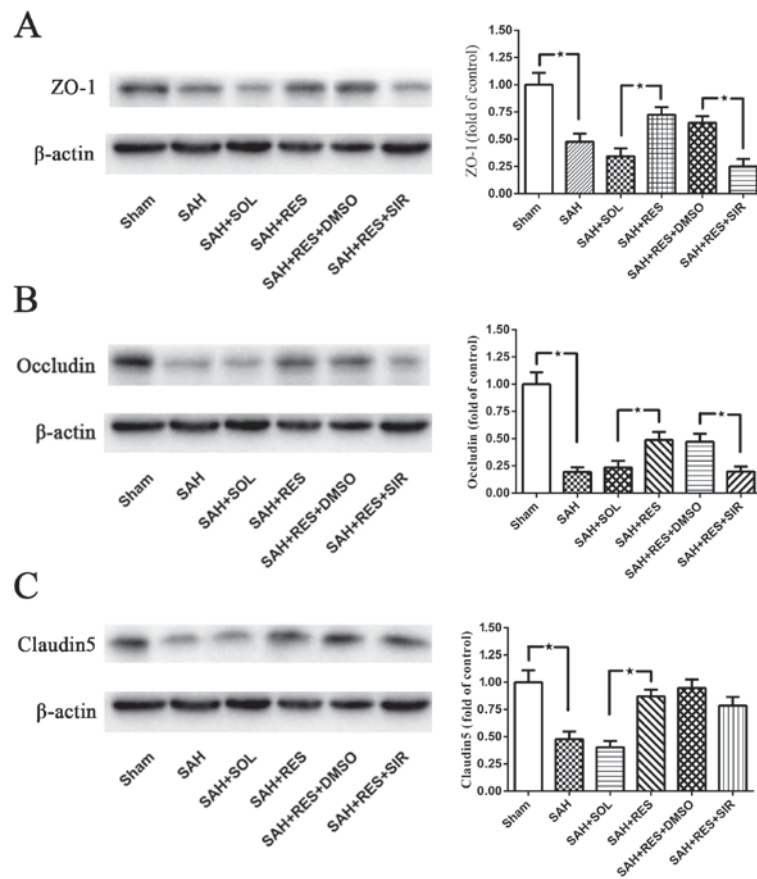 A
ZO-1
β-actin
Sham
SAH
SAH+SOL
SAH+RES
SAH+RES+DMSO
SAH+RES+SIR
ZO-1 (fold of control)
1.50
1.25
1.00
0.75
0.50
0.25
0.00
*
*
*
Sham
SAH
SAH+SOL
SAH+RES
SAH+RES+DMSO
SAH+RES+SIR
B
Occludin
β-actin
Sham
SAH
SAH+SOL
SAH+RES
SAH+RES+DMSO
SAH+RES+SIR
Occludin (fold of control)
1.50
1.25
1.00
0.75
0.50
0.25
0.00
*
*
*
Sham
SAH
SAH+SOL
SAH+RES
SAH+RES+DMSO
SAH+RES+SIR
C
Claudin5
β-actin
Sham
SAH
SAH+SOL
SAH+RES
SAH+RES+DMSO
SAH+RES+SIR
Claudin5 (fold of control)
1.50
1.25
1.00
0.75
0.50
0.25
0.00
*
*
Sham
SAH
SAH+SOL
SAH+RES
SAH+RES+DMSO
SAH+RES+SIR